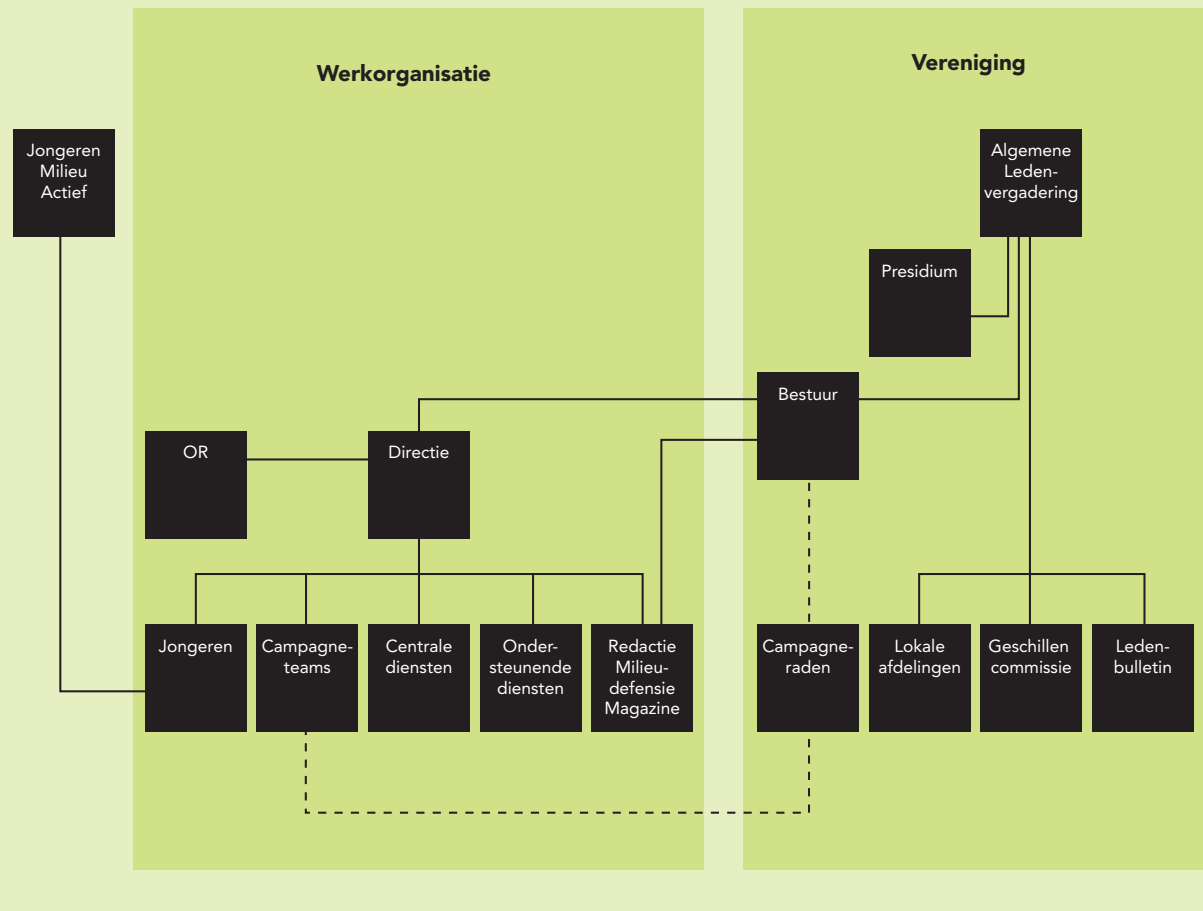 Werkorganisatie
Vereniging
Jongeren
Milieu
Actief
Algemene
Leden-
vergadering
Presidium
Bestuur
OR
Directie
Jongeren
Campagne-
teams
Centrale
diensten
Onder-
steunende
diensten
Redactie
Milieu-
defensie
Magazine
Campagne-
raden
Lokale
afdelingen
Geschillen
commissie
Leden-
bulletin